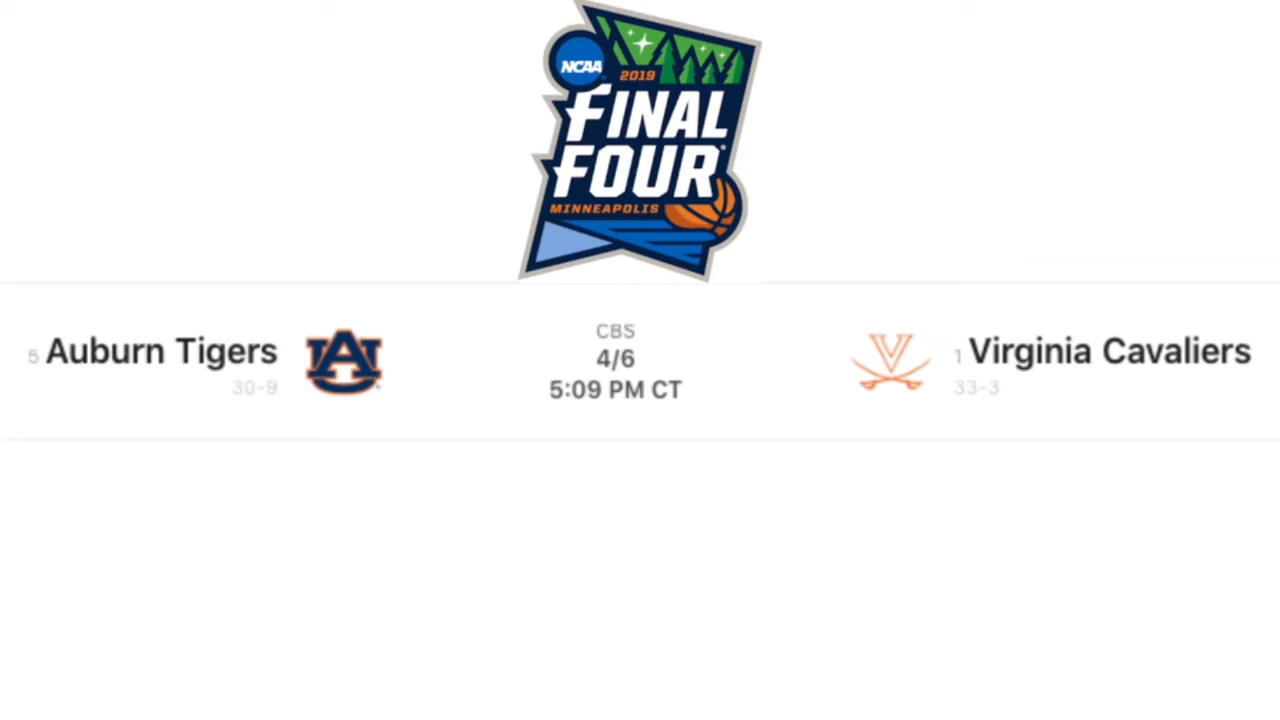 NCAA
2019
FINAL
FOUR
MINNEAPOLIS
5 Auburn Tigers
30-9
AU
CBS
4/6
5:09 PM CT
V
1 Virginia Cavaliers
33-3